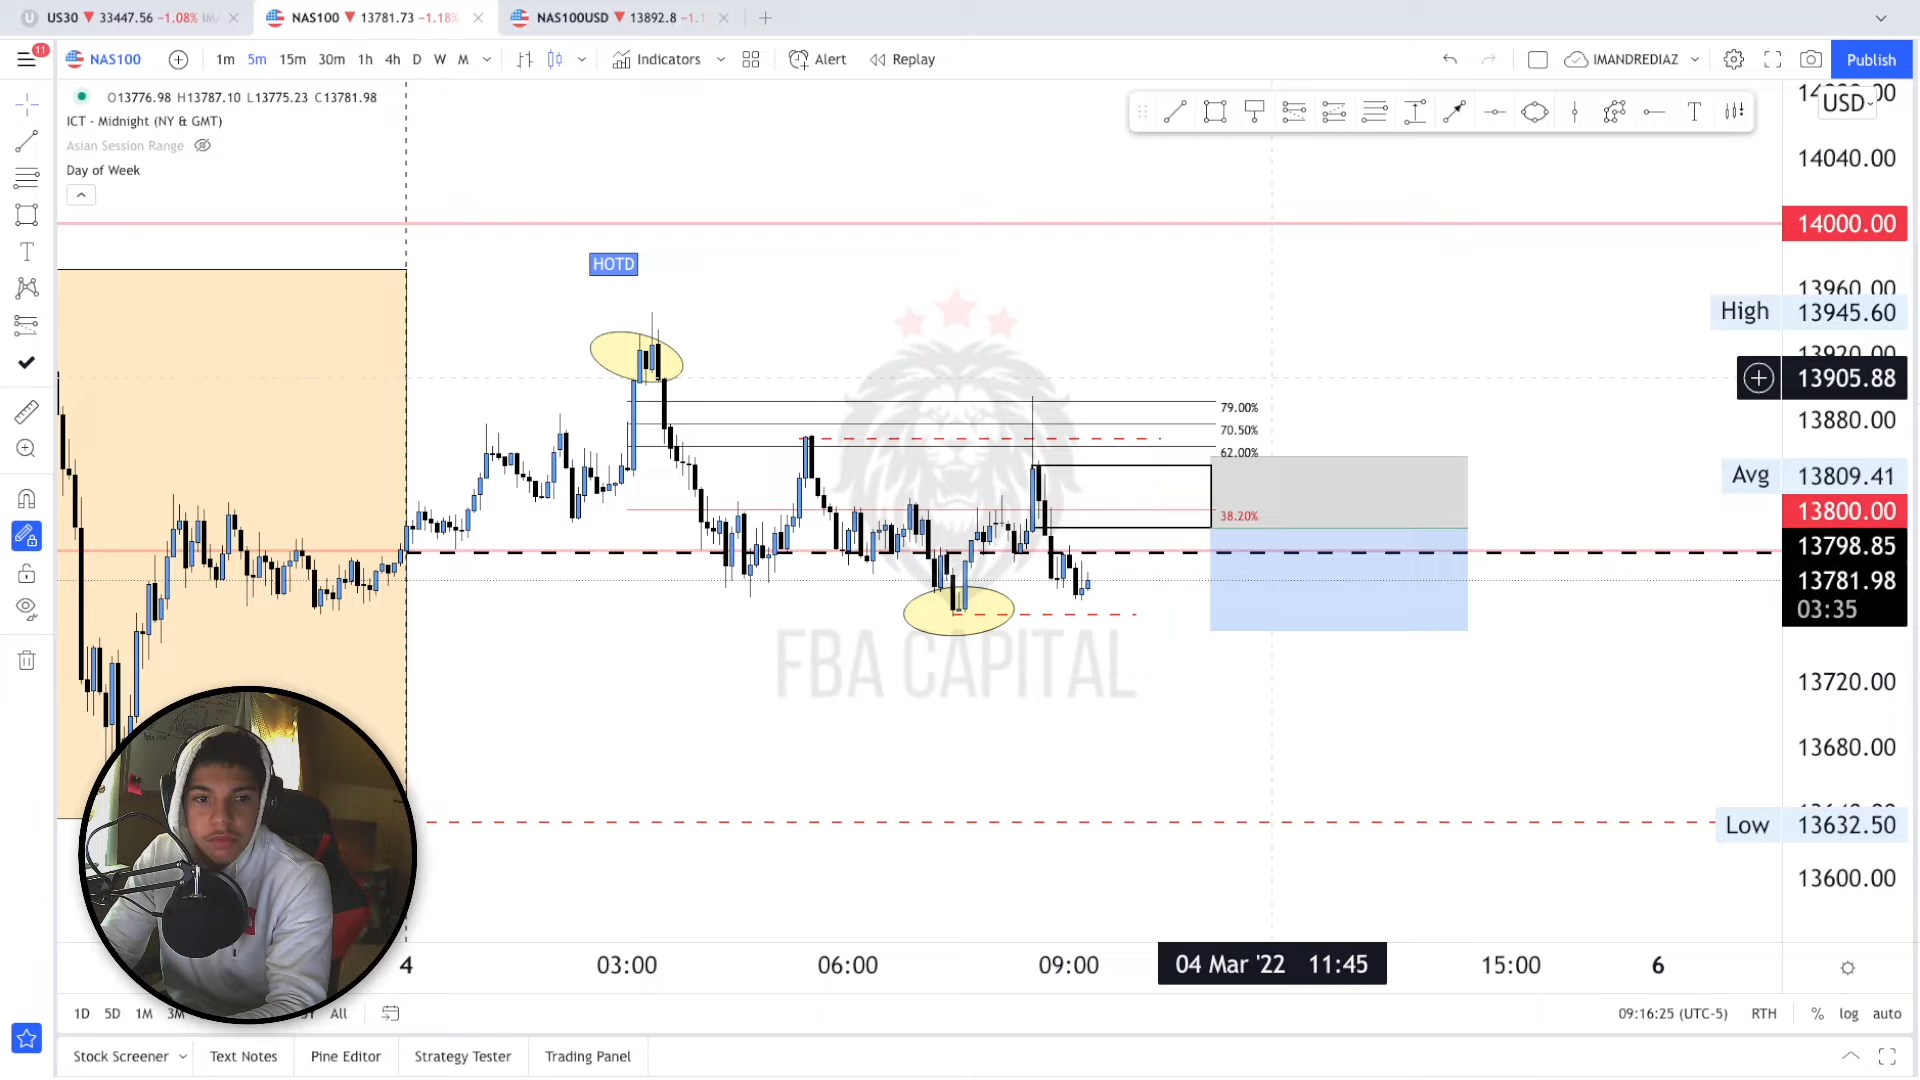 US30 33447.56 −1.08%
NAS100 13781.73 −1.18%
NAS100USD 13892.8
11
NAS100
1m 5m 15m 30m 1h 4h D W M
Indicators
Alert
Replay
IMANDREDIAZ
Publish
O13776.98 H13787.10 L13775.23 C13781.98
ICT - Midnight (NY & GMT)
Asian Session Range
Day of Week
USD
14040.00
14000.00
HOTD
13960.00
High 13945.60
13920.00
13905.88
13880.00
79.00%
70.50%
62.00%
Avg 13809.41
13800.00
38.20%
13798.85
13781.98
03:35
FBA CAPITAL
13720.00
13680.00
Low 13632.50
13600.00
4 03:00 06:00 09:00 04 Mar '22 11:45 15:00 6
1D 5D 1M 3M All
09:16:25 (UTC-5) RTH % log auto
Stock Screener Text Notes Pine Editor Strategy Tester Trading Panel